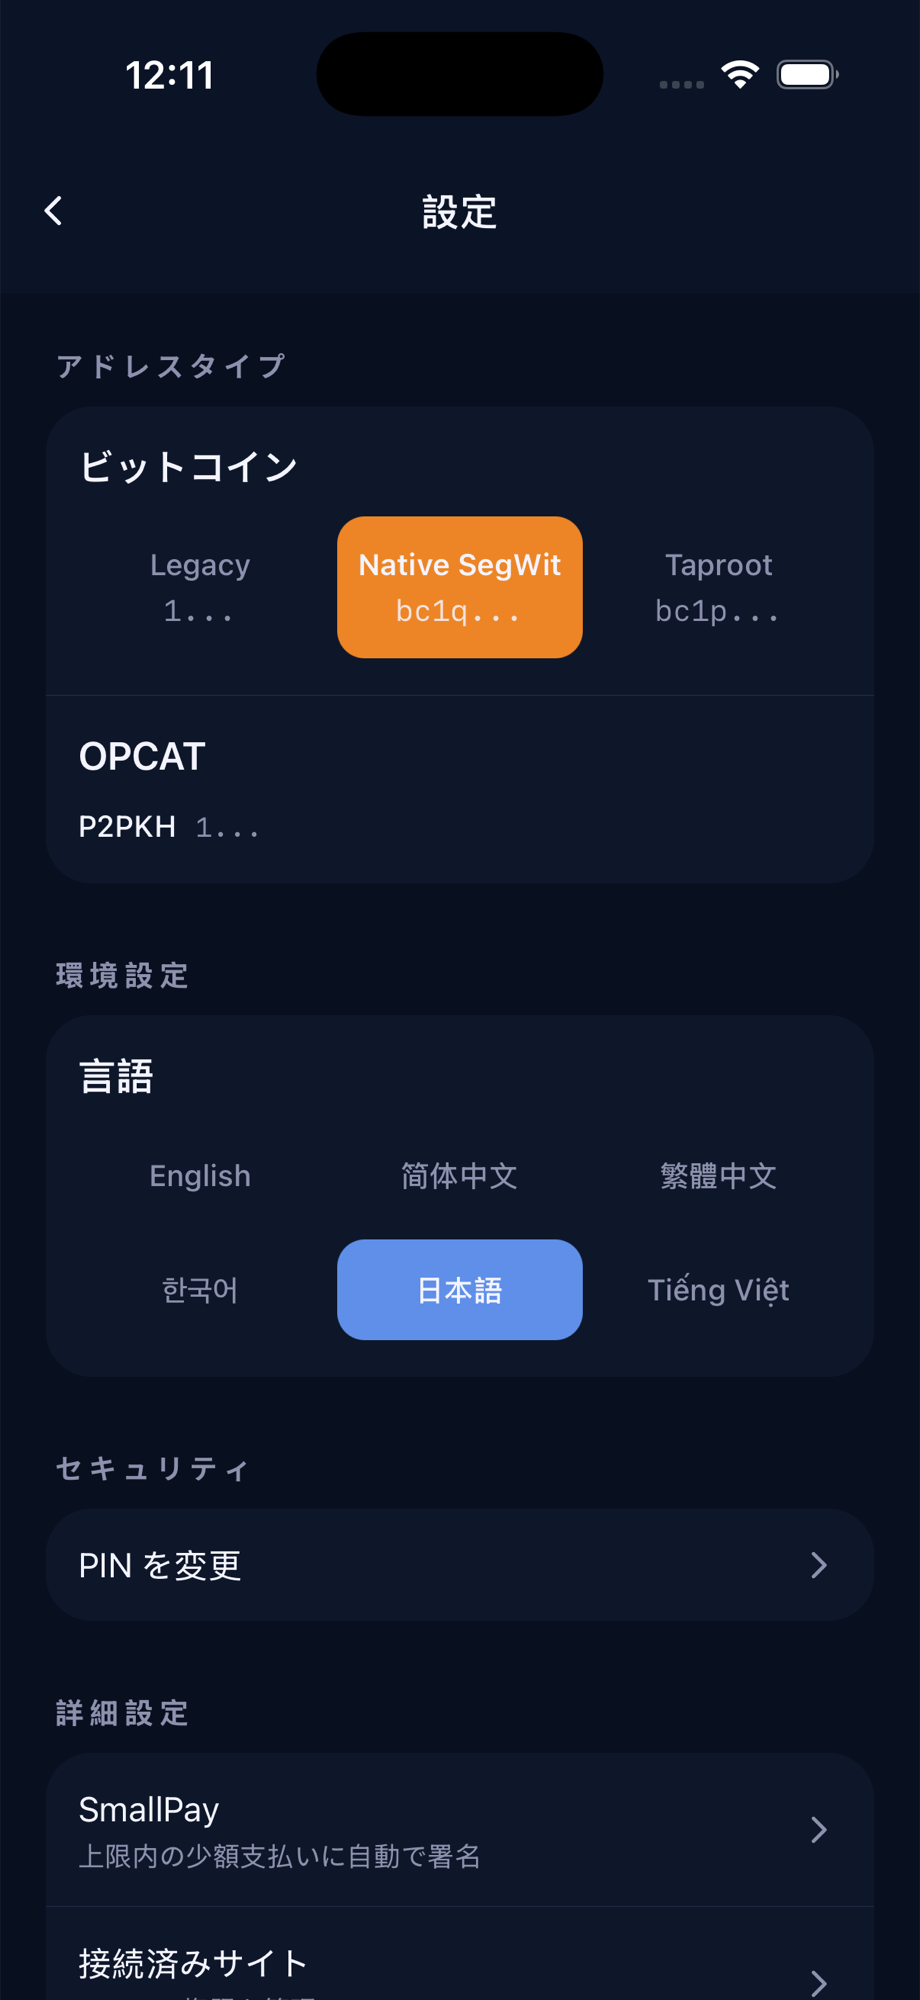 12:11
設定
アドレスタイプ
ビットコイン
Legacy Native SegWit Taproot
1... bc1q... bc1p...
OPCAT
P2PKH 1...
環境設定
言語
English 简体中文 繁體中文
한국어 日本語 Tiếng Việt
セキュリティ
PIN を変更
詳細設定
SmallPay
上限内の少額支払いに自動で署名
接続済みサイト